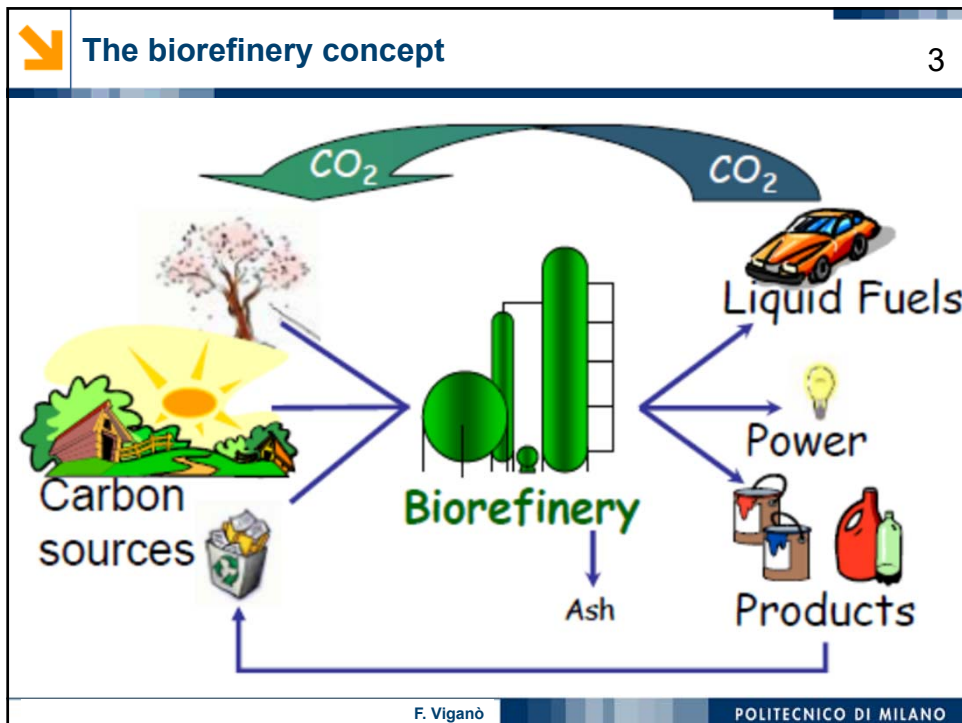 The biorefinery concept
3
CO₂
CO₂
Liquid Fuels
Power
Carbon
sources
Biorefinery
Ash
Products
F. Viganò
POLITECNICO DI MILANO